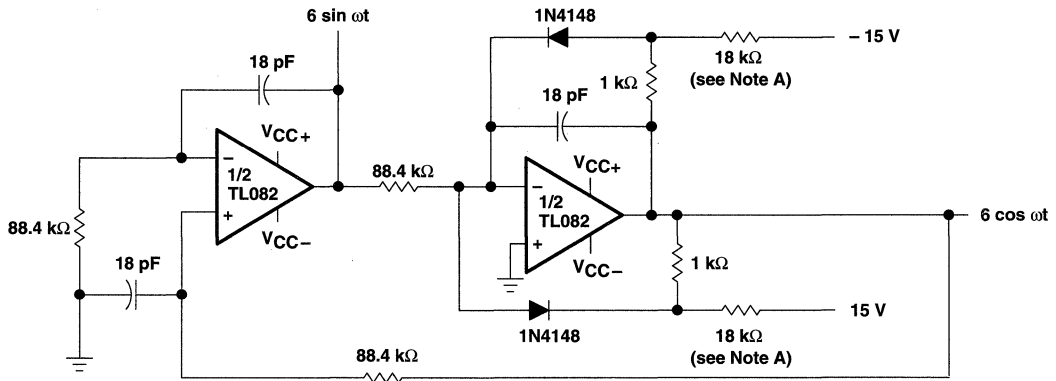 6 sin ωt
1N4148
18 pF
– 15 V
18 kΩ
(see Note A)
1 kΩ
18 pF
VCC+
–
1/2
TL082
+
VCC–
88.4 kΩ
88.4 kΩ
VCC+
–
1/2
TL082
+
VCC–
6 cos ωt
18 pF
1 kΩ
15 V
1N4148
18 kΩ
(see Note A)
88.4 kΩ